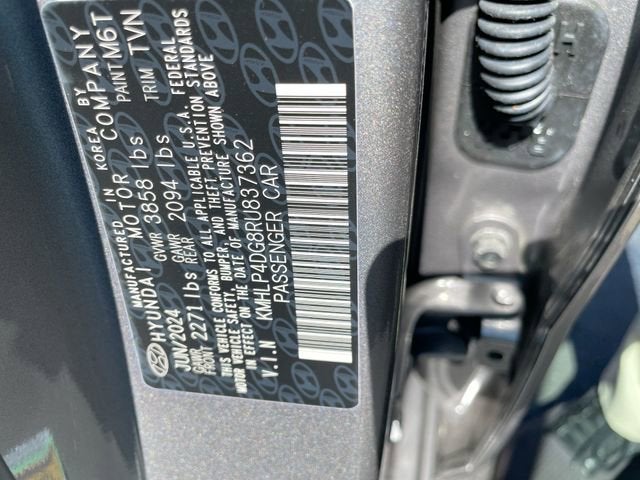 MANUFACTURED IN KOREA BY
HYUNDAI MOTOR COMPANY
JUN/2024 GVWR 3858 lbs PAINT M6T
GAWR FRONT 2271 lbs GAWR REAR 2094 lbs TRIM TVN
THIS VEHICLE CONFORMS TO ALL APPLICABLE U.S.A. FEDERAL
MOTOR VEHICLE SAFETY, BUMPER, AND THEFT PREVENTION STANDARDS
IN EFFECT ON THE DATE OF MANUFACTURE SHOWN ABOVE
V.I.N KMHLP4DG8RU837362
PASSENGER CAR